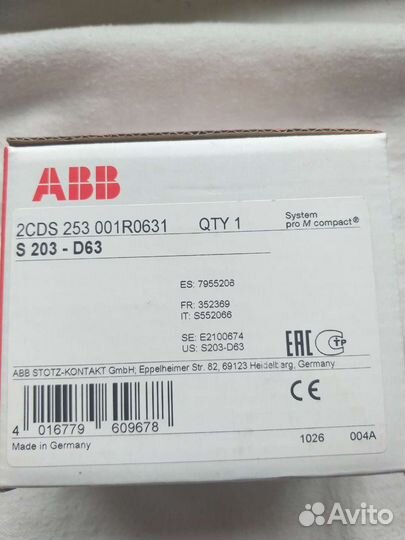 ABB
2CDS 253 001R0631 QTY 1 System pro M compact®
S 203 - D63
ES: 7955208
FR: 352369
IT: S552066
SE: E2100674
US: S203-D63
EAC CTP
ABB STOTZ-KONTAKT GmbH; Eppelheimer Str. 82, 69123 Heidelberg, Germany
4 016779 609678
CE
Made in Germany
1026 004A
Avito